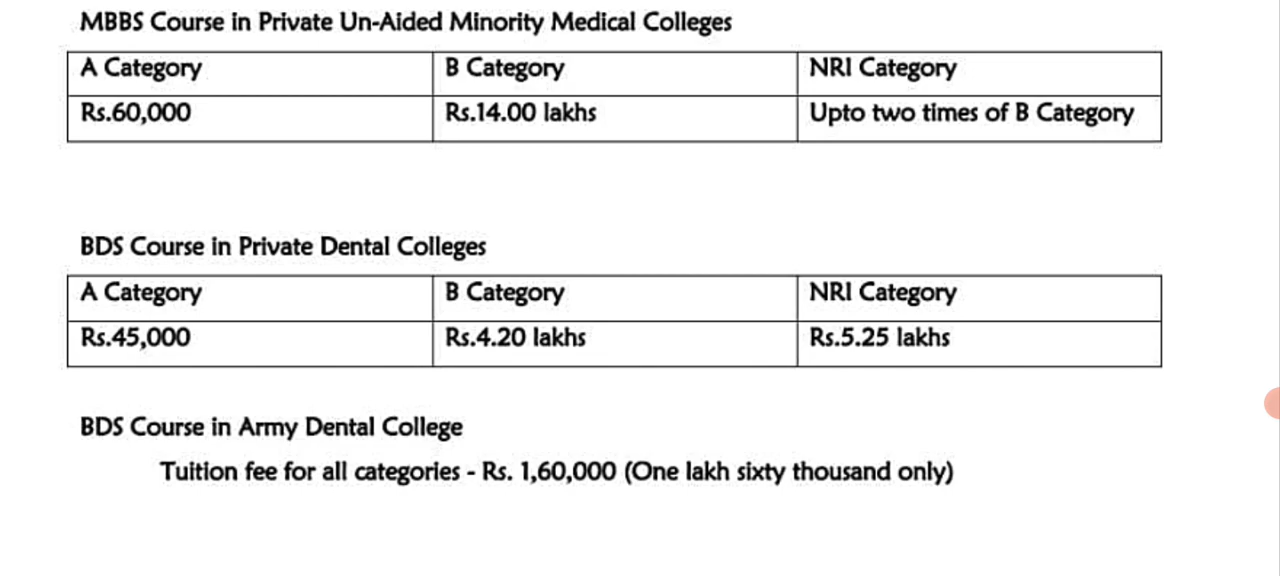 MBBS Course in Private Un-Aided Minority Medical Colleges
A Category B Category NRI Category
Rs.60,000 Rs.14.00 lakhs Upto two times of B Category
BDS Course in Private Dental Colleges
A Category B Category NRI Category
Rs.45,000 Rs.4.20 lakhs Rs.5.25 lakhs
BDS Course in Army Dental College
Tuition fee for all categories - Rs. 1,60,000 (One lakh sixty thousand only)